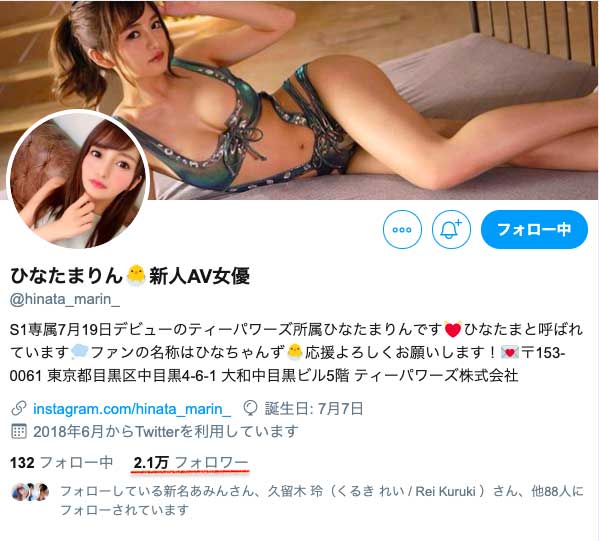 フォロー中
ひなたまりん🐣新人AV女優
@hinata_marin_
S1専属7月19日デビューのティーパワーズ所属ひなたまりんです💓ひなたまと呼ばれ
ています💭ファンの名称はひなちゃんず🐣応援よろしくお願いします！💌〒153-
0061 東京都目黒区中目黒4-6-1 大和中目黒ビル5階 ティーパワーズ株式会社
instagram.com/hinata_marin_ 誕生日: 7月7日
2018年6月からTwitterを利用しています
132 フォロー中 2.1万 フォロワー
フォローしている新名あみんさん、久留木 玲（くるき れい / Rei Kuruki ）さん、他88人に
フォローされています